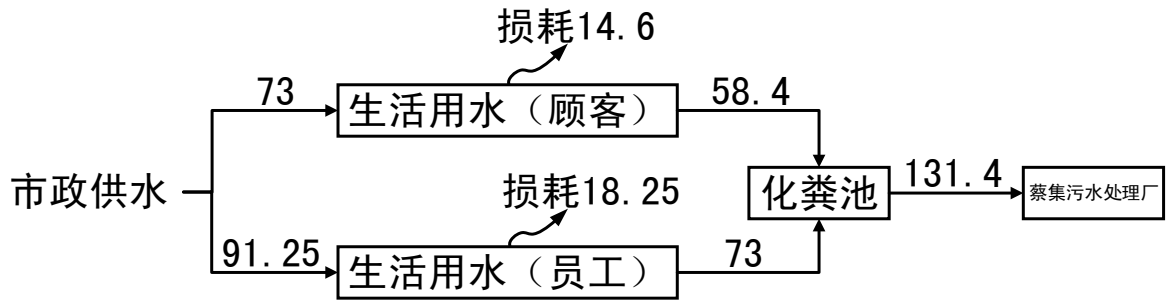 损耗14.6
73
生活用水（顾客）
58.4
市政供水
化粪池
131.4
蔡集污水处理厂
损耗18.25
91.25
生活用水（员工）
73